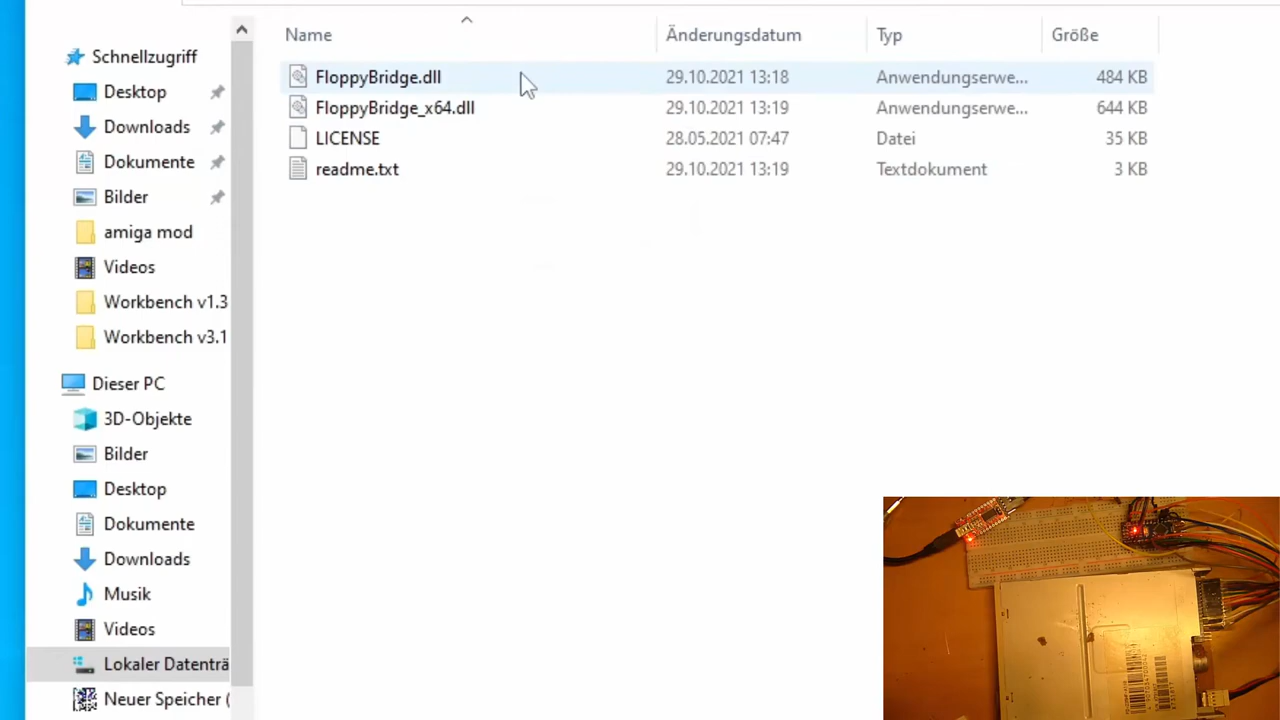 Name Änderungsdatum Typ Größe
FloppyBridge.dll 29.10.2021 13:18 Anwendungserwe... 484 KB
FloppyBridge_x64.dll 29.10.2021 13:19 Anwendungserwe... 644 KB
LICENSE 28.05.2021 07:47 Datei 35 KB
readme.txt 29.10.2021 13:19 Textdokument 3 KB
Schnellzugriff
Desktop
Downloads
Dokumente
Bilder
amiga mod
Videos
Workbench v1.3
Workbench v3.1
Dieser PC
3D-Objekte
Bilder
Desktop
Dokumente
Downloads
Musik
Videos
Lokaler Datenträ
Neuer Speicher (